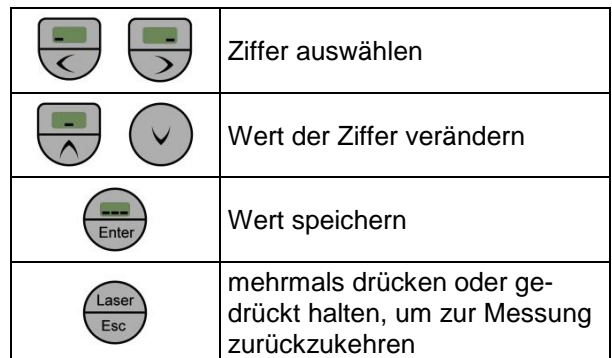 Ziffer auswählen
Wert der Ziffer verändern
Enter
Wert speichern
Laser
Esc
mehrmals drücken oder ge-
drückt halten, um zur Messung
zurückzukehren